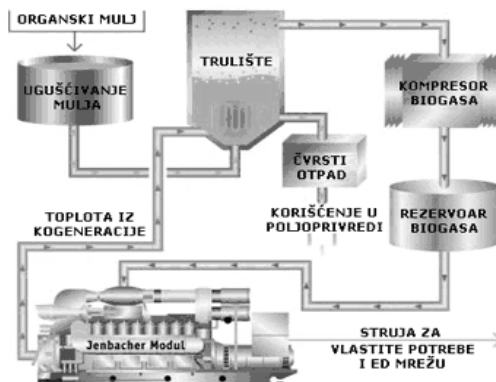 ORGANSKI MULJ
UGUŠĆIVANJE
MULJA
TRULIŠTE
KOMPRESOR
BIOGASA
ČVRSTI
OTPAD
TOPLOTA IZ
KOGENERACIJE
KORIŠĆENJE U
POLJOPRIVREDI
REZERVOAR
BIOGASA
Jenbacher Modul
STRUJA ZA
VLASTITE POTREBE
I ED MREŽU